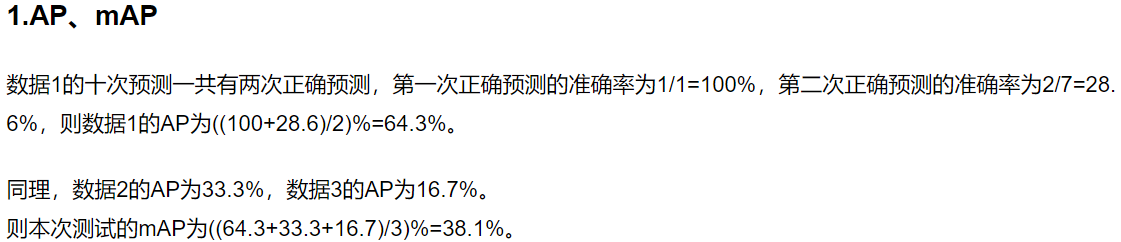 1.AP、mAP
数据1的十次预测一共有两次正确预测，第一次正确预测的准确率为1/1=100%，第二次正确预测的准确率为2/7=28.
6%，则数据1的AP为((100+28.6)/2)%=64.3%。
同理，数据2的AP为33.3%，数据3的AP为16.7%。
则本次测试的mAP为((64.3+33.3+16.7)/3)%=38.1%。